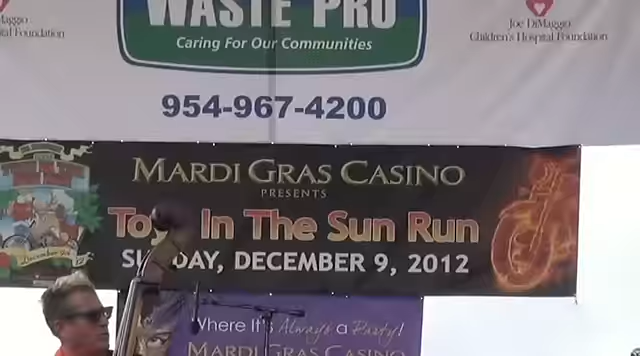 WASTE PRO
Caring For Our Communities
Joe DiMaggio
Children's Hospital Foundation
954-967-4200
MARDI GRAS CASINO
PRESENTS
In The Sun Run
DECEMBER 9, 2012
Where It's Always a Party!
MARDI GRAS CASINO